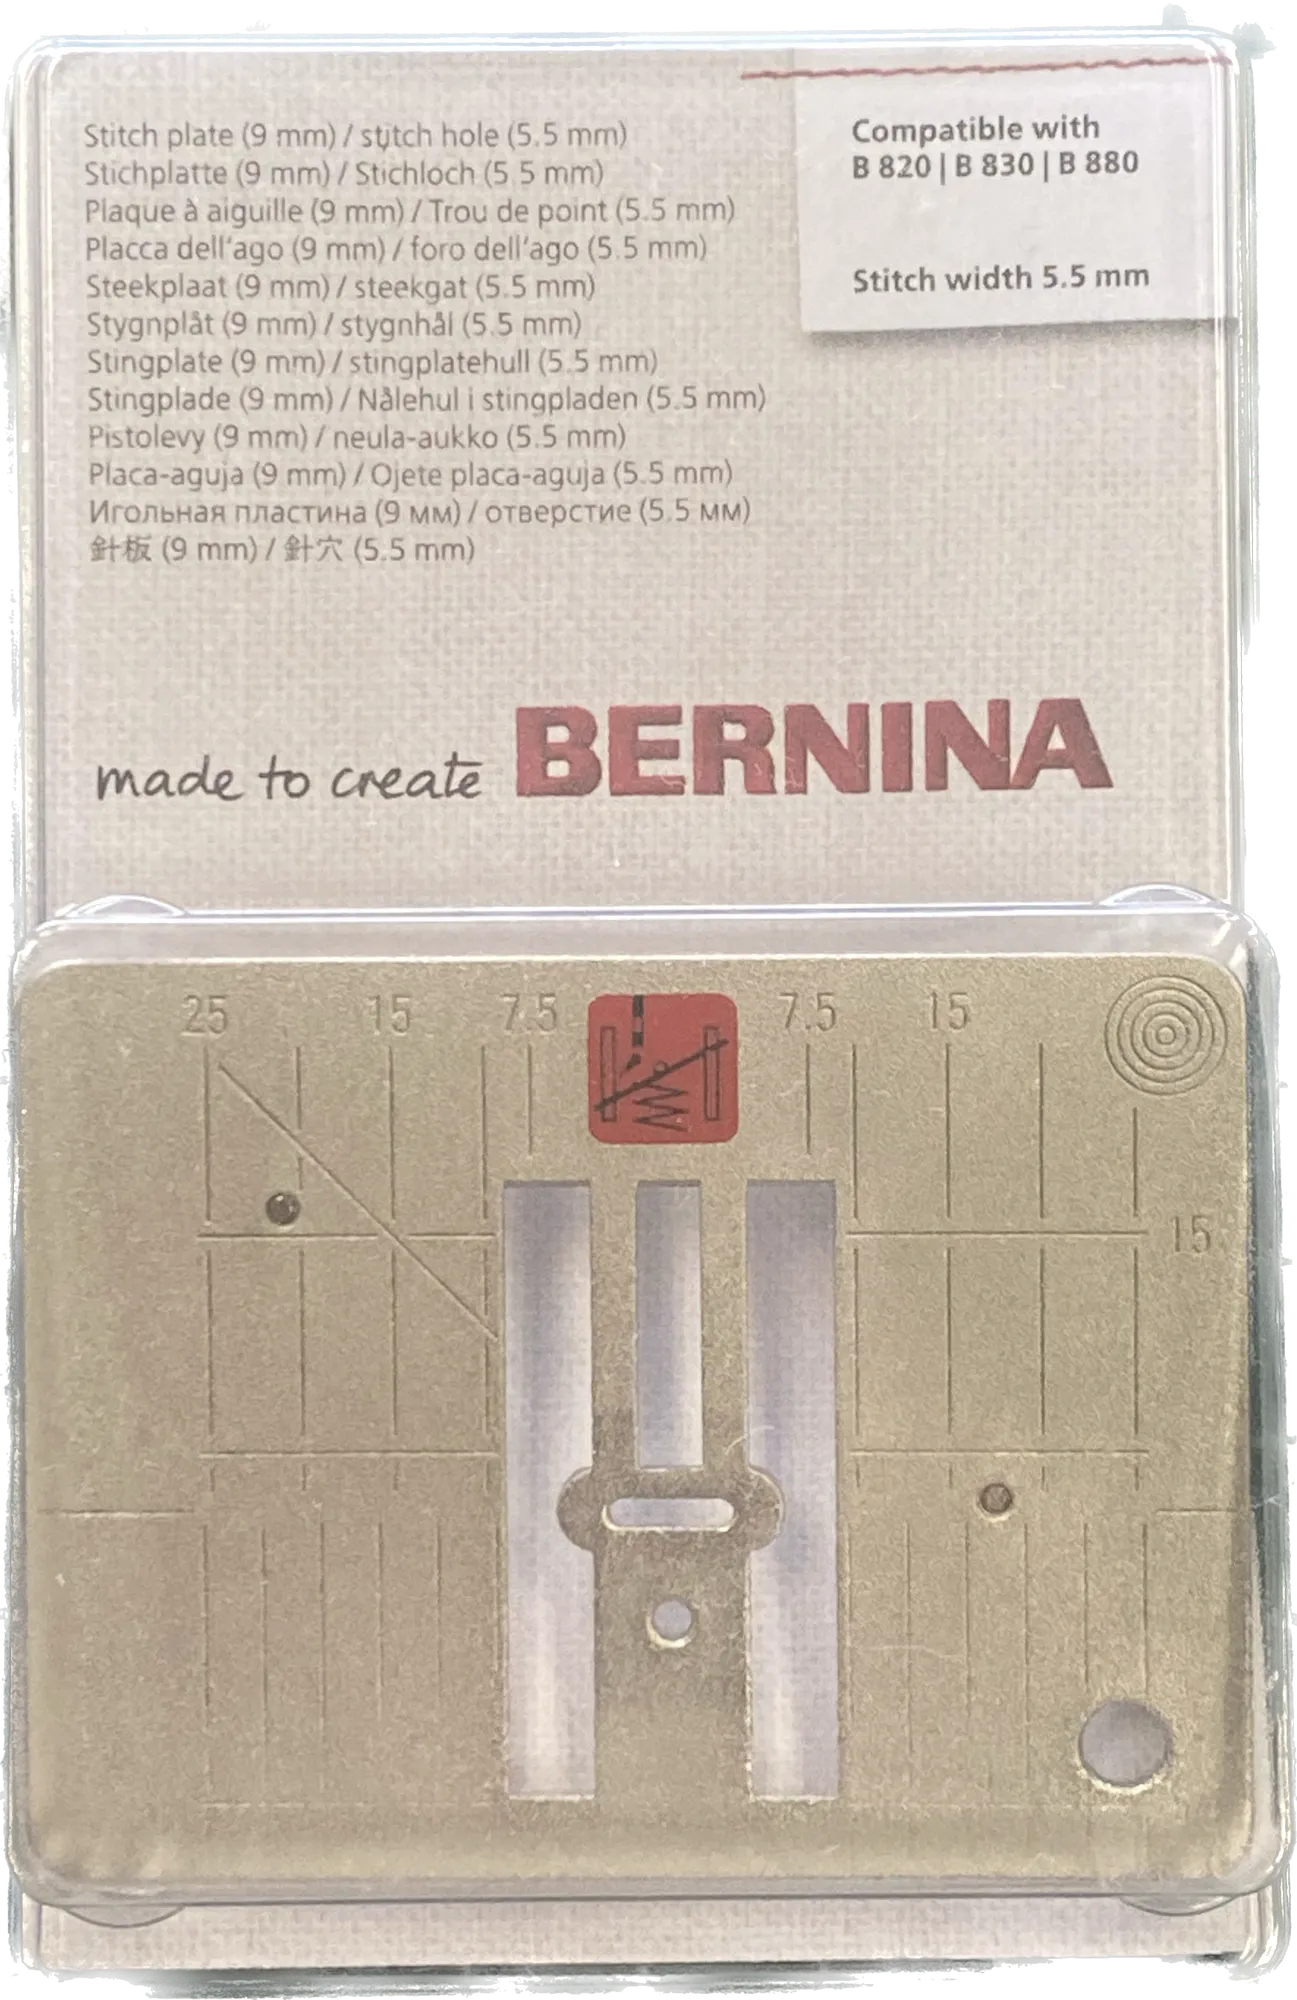 Stitch plate (9 mm) / stitch hole (5.5 mm)
Stichplatte (9 mm) / Stichloch (5.5 mm)
Plaque à aiguille (9 mm) / Trou de point (5.5 mm)
Placca dell'ago (9 mm) / foro dell'ago (5.5 mm)
Steekplaat (9 mm) / steekgat (5.5 mm)
Stygnplåt (9 mm) / stygnhål (5.5 mm)
Stingplate (9 mm) / stingplatehull (5.5 mm)
Stingplade (9 mm) / Nålehul i stingpladen (5.5 mm)
Pistolevy (9 mm) / neula-aukko (5.5 mm)
Placa-aguja (9 mm) / Ojete placa-aguja (5.5 mm)
Игольная пластина (9 мм) / отверстие (5.5 мм)
針板 (9 mm) / 針穴 (5.5 mm)
Compatible with
B 820 | B 830 | B 880
Stitch width 5.5 mm
made to create BERNINA
25 15 7.5 7.5 15
15